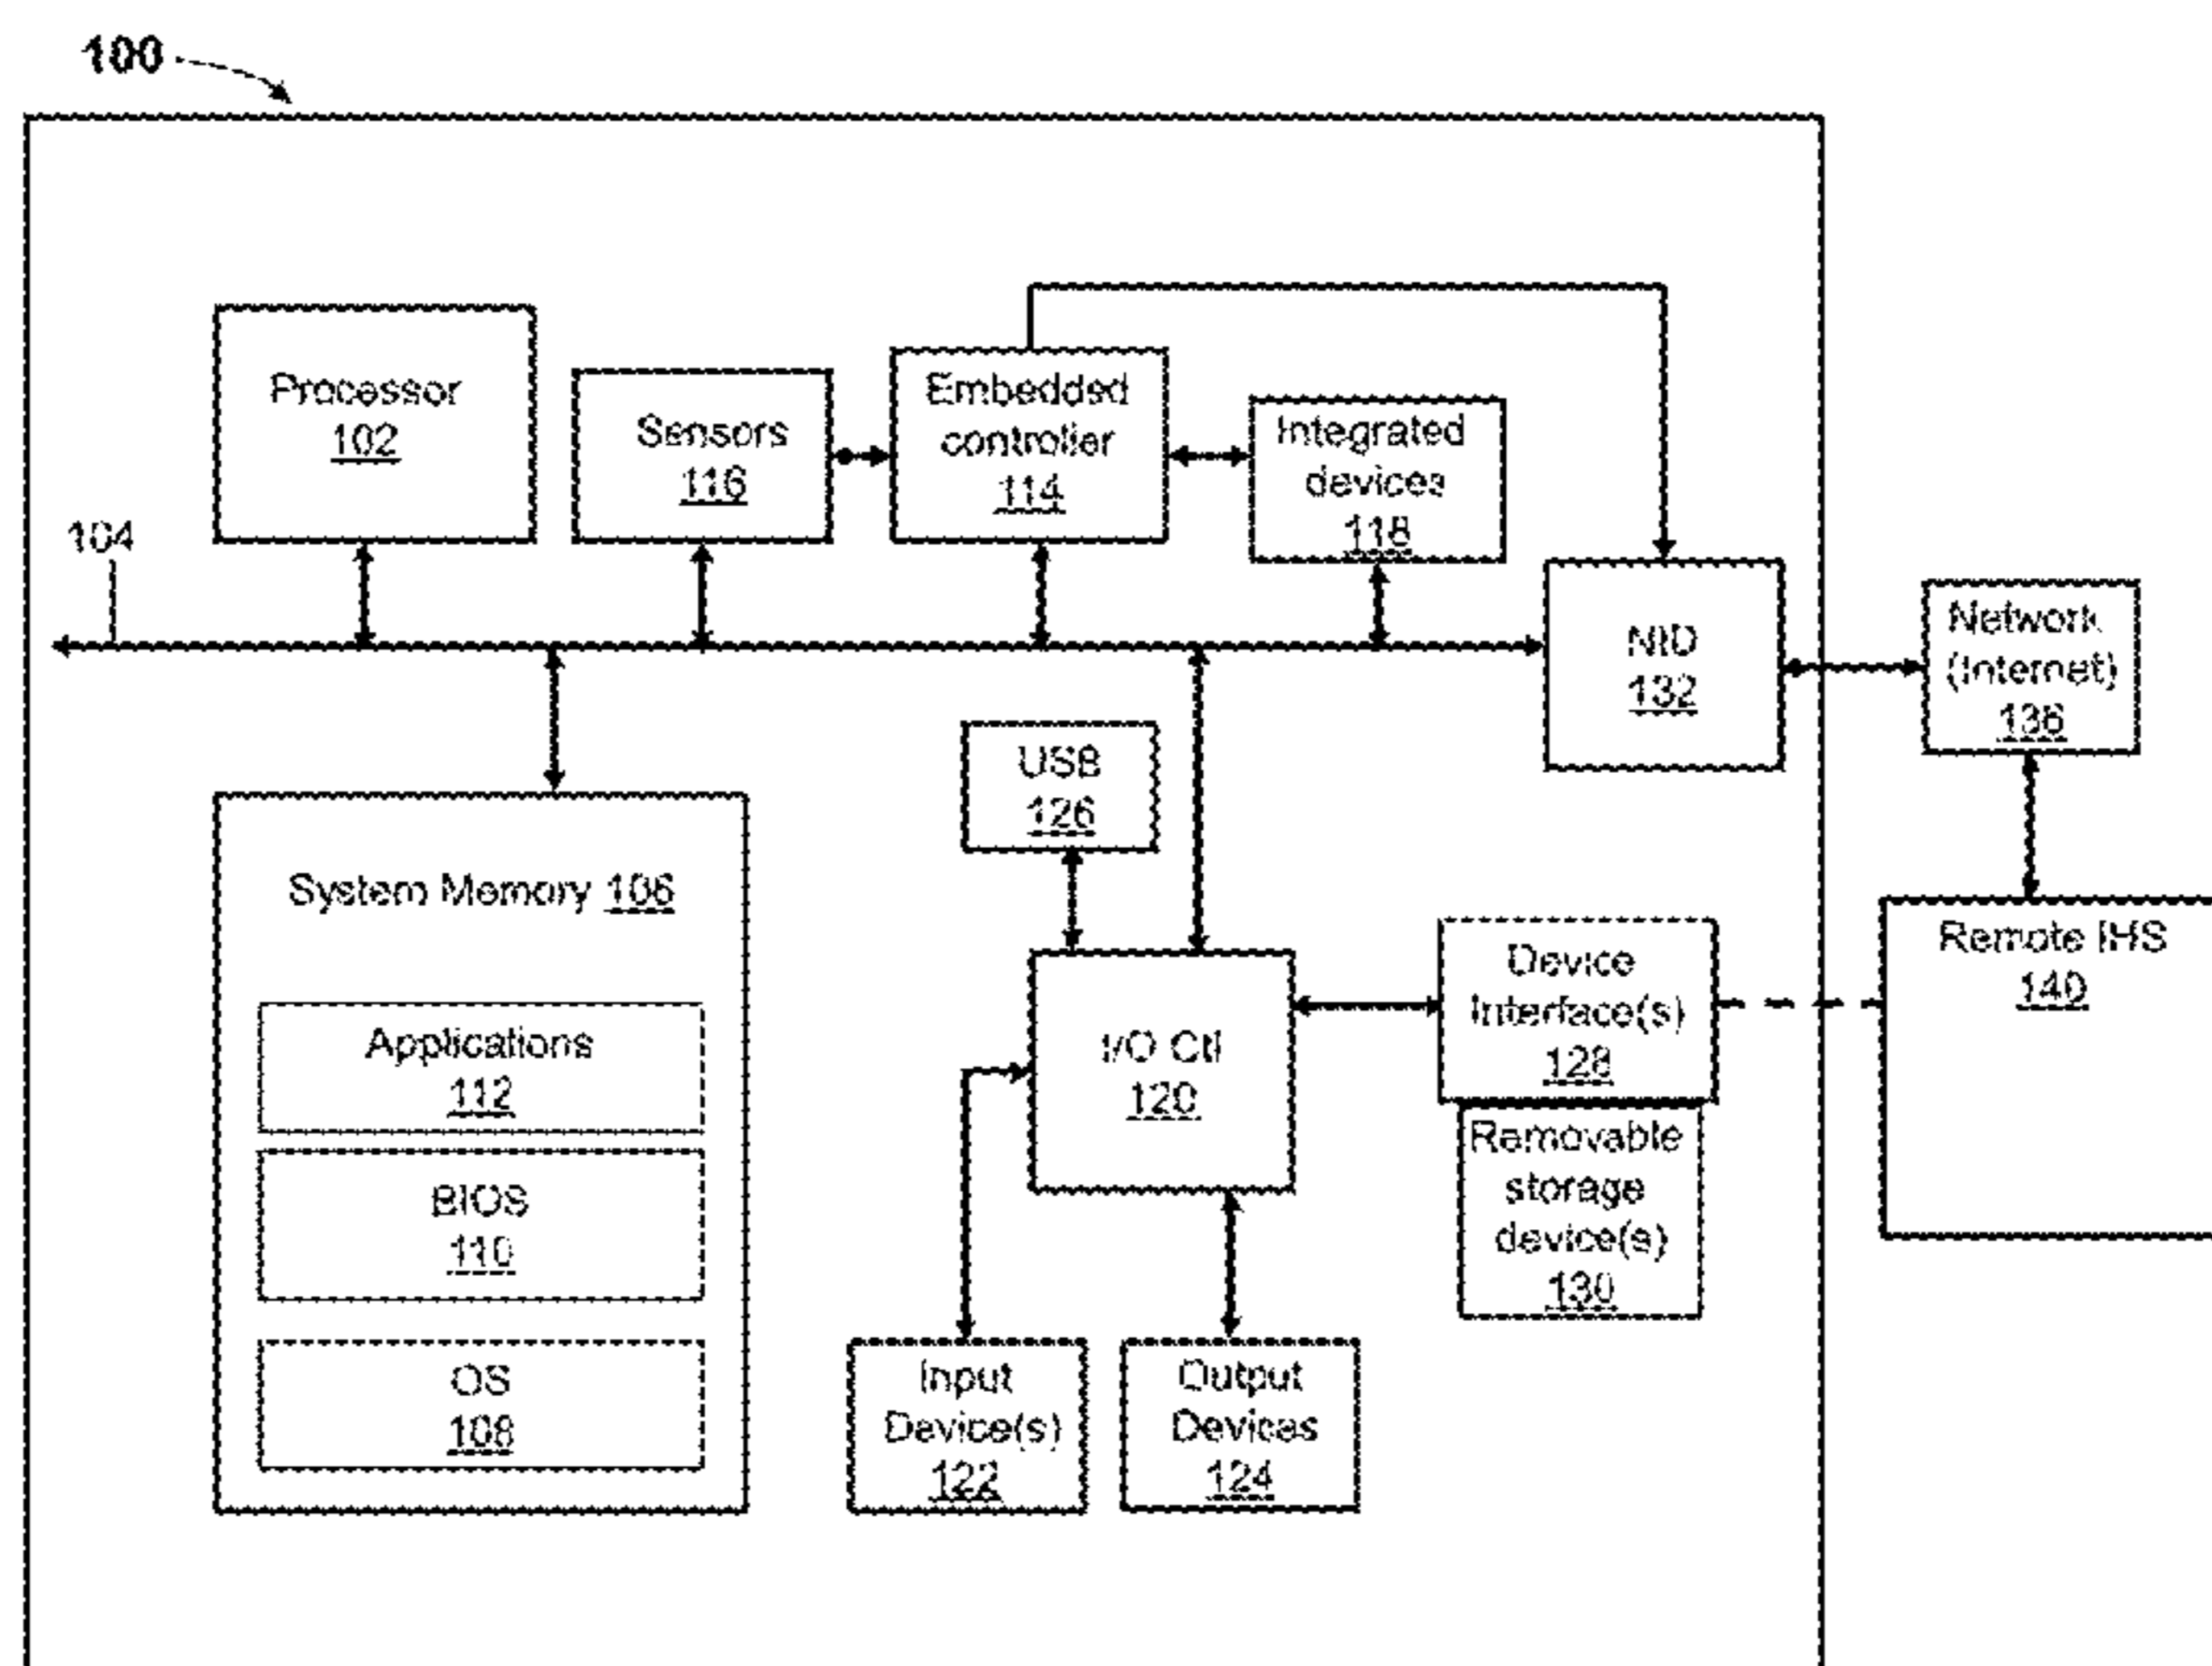 100
Processor
102
Sensors
116
Embedded
controller
114
Integrated
devices
118
104
NID
132
Network
(Internet)
136
USB
126
System Memory 106
Applications
112
BIOS
110
OS
108
I/O Ctl
120
Device
Interface(s)
128
Removable
storage
device(s)
130
Remote IHS
140
Input
Device(s)
122
Output
Devices
124